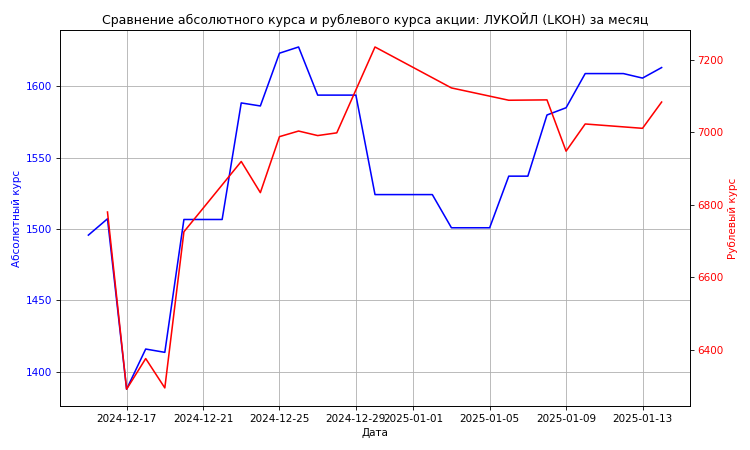 Сравнение абсолютного курса и рублевого курса акции: ЛУКОЙЛ (LKOH) за месяц
Абсолютный курс
1600
1550
1500
1450
1400
7200
7000
6800
6600
6400
Рублевый курс
2024-12-17 2024-12-21 2024-12-25 2024-12-29 2025-01-01 2025-01-05 2025-01-09 2025-01-13
Дата